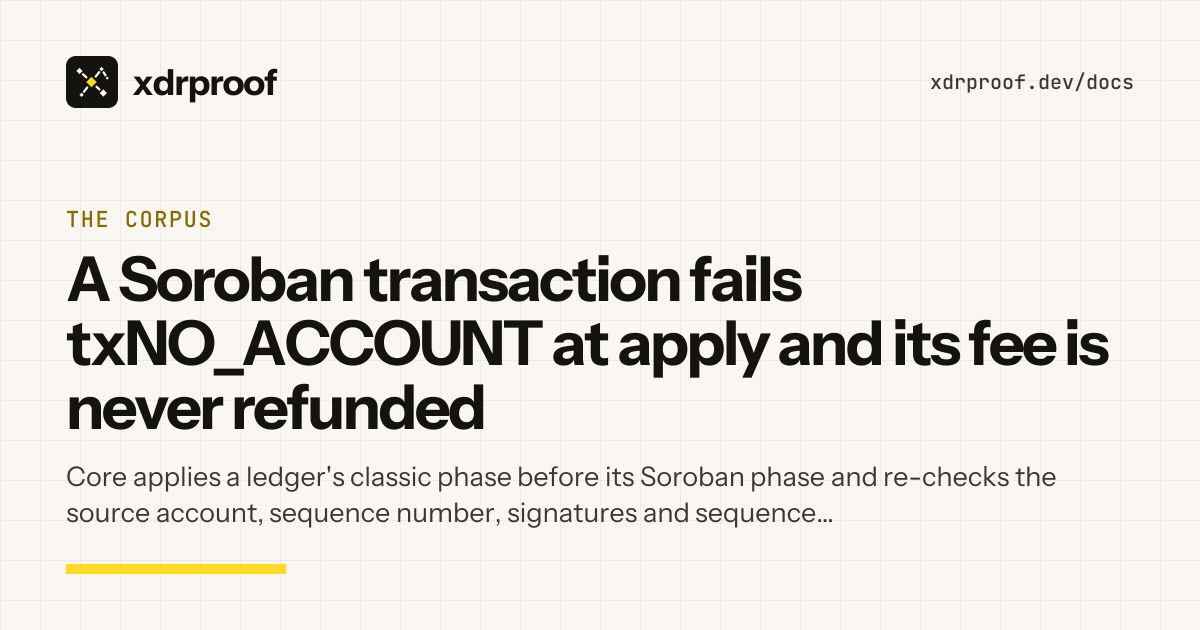 xdrproof
xdrproof.dev/docs
THE CORPUS
A Soroban transaction fails
txNO_ACCOUNT at apply and its fee is
never refunded
Core applies a ledger's classic phase before its Soroban phase and re-checks the
source account, sequence number, signatures and sequence…